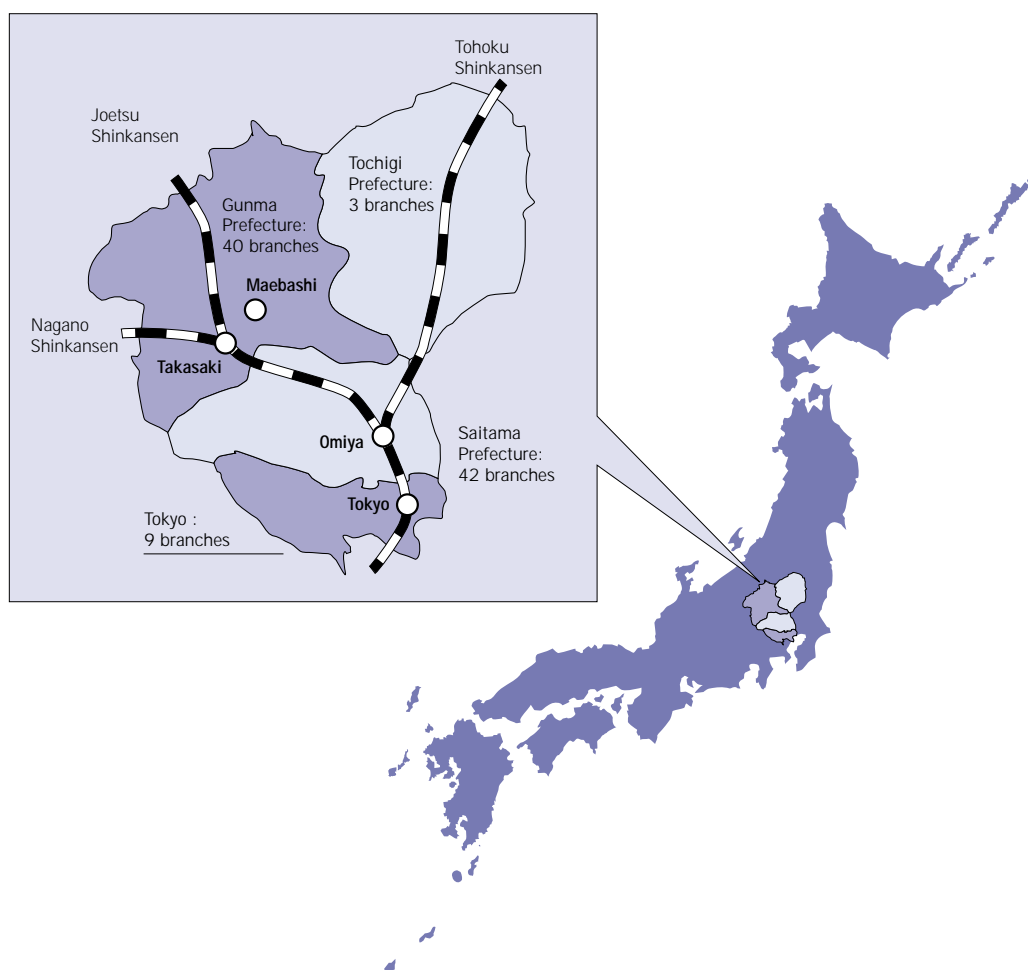 Tohoku
Shinkansen
Joetsu
Shinkansen
Tochigi
Prefecture:
3 branches
Gunma
Prefecture:
40 branches
Maebashi
Nagano
Shinkansen
Takasaki
Omiya
Saitama
Prefecture:
42 branches
Tokyo
Tokyo :
9 branches